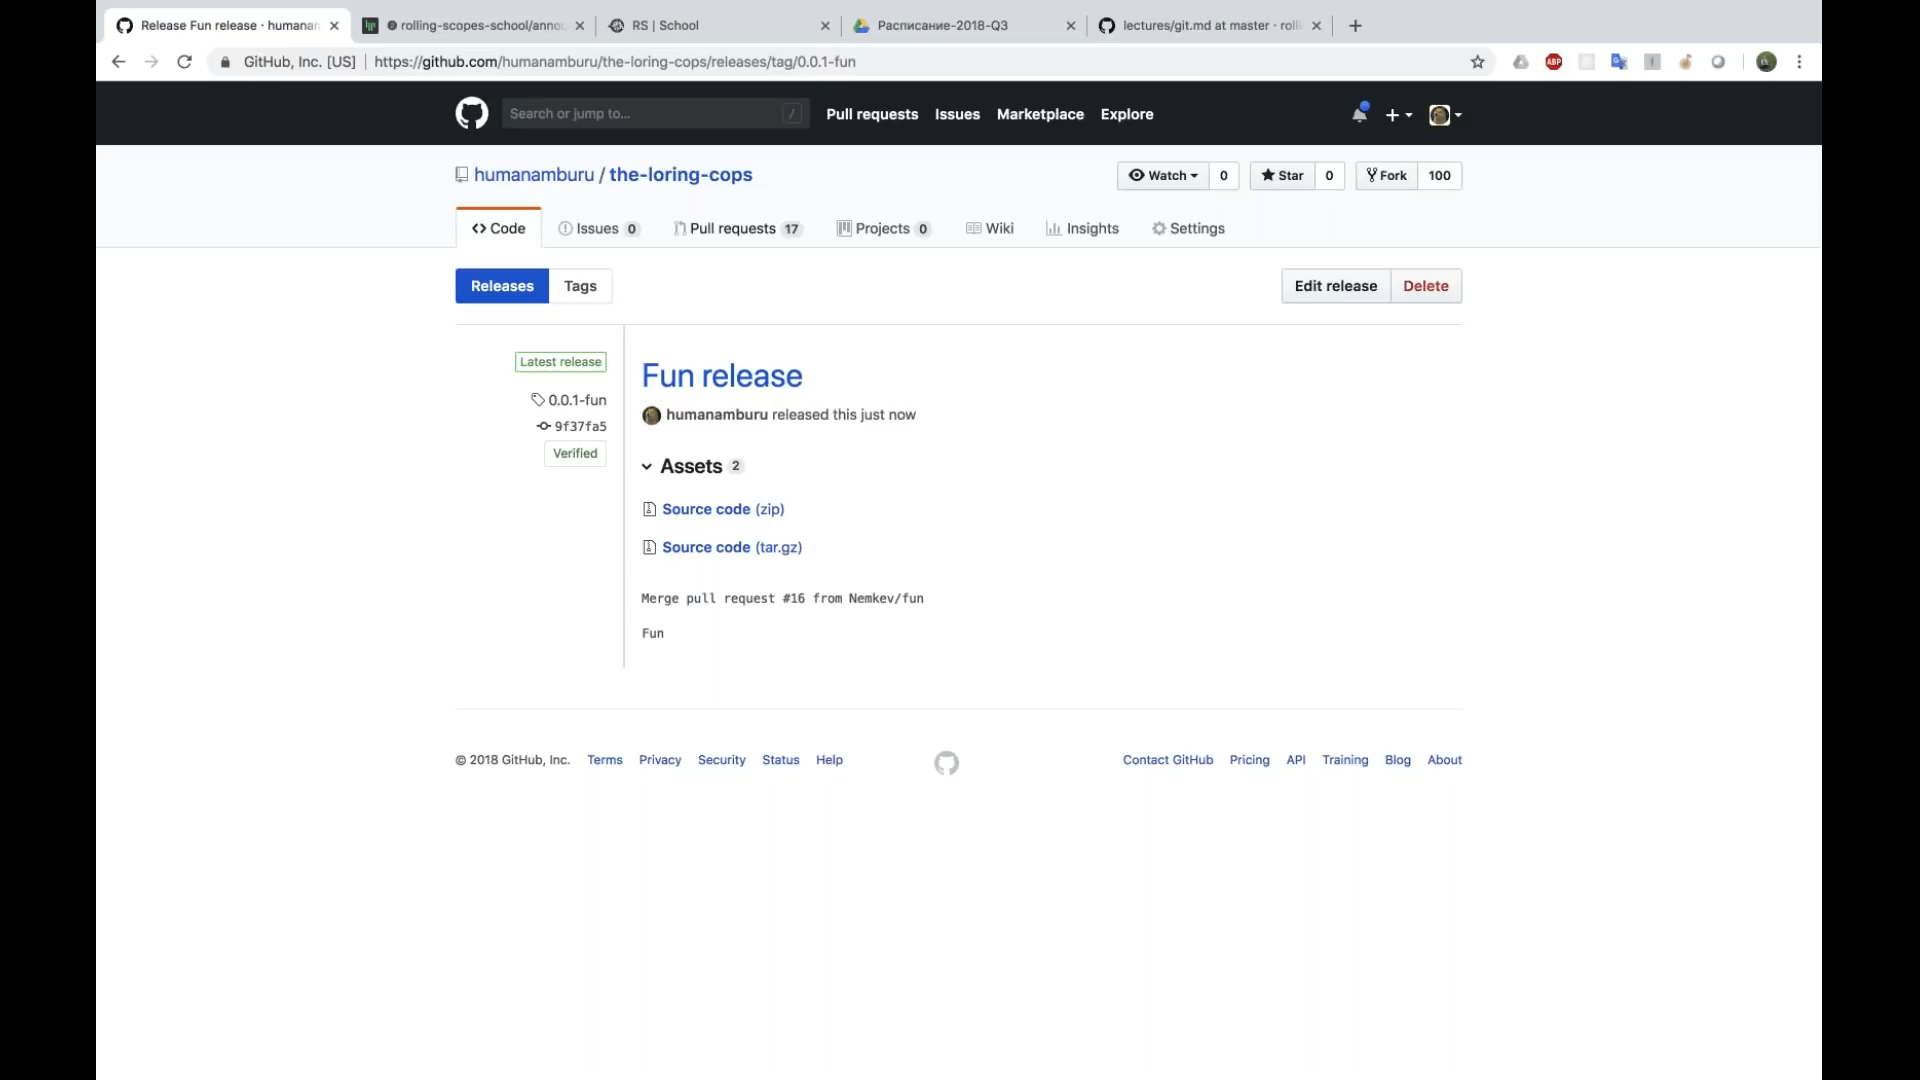 Release Fun release · humanan
rolling-scopes-school/annou
RS | School
Расписание-2018-Q3
lectures/git.md at master · rolli
GitHub, Inc. [US] | https://github.com/humanamburu/the-loring-cops/releases/tag/0.0.1-fun
ABP
Search or jump to... /
Pull requests Issues Marketplace Explore
humanamburu / the-loring-cops
Watch 0 Star 0 Fork 100
Code Issues 0 Pull requests 17 Projects 0 Wiki Insights Settings
Releases Tags
Edit release Delete
Latest release
0.0.1-fun
9f37fa5
Verified
Fun release
humanamburu released this just now
Assets 2
Source code (zip)
Source code (tar.gz)
Merge pull request #16 from Nemkev/fun
Fun
© 2018 GitHub, Inc. Terms Privacy Security Status Help
Contact GitHub Pricing API Training Blog About